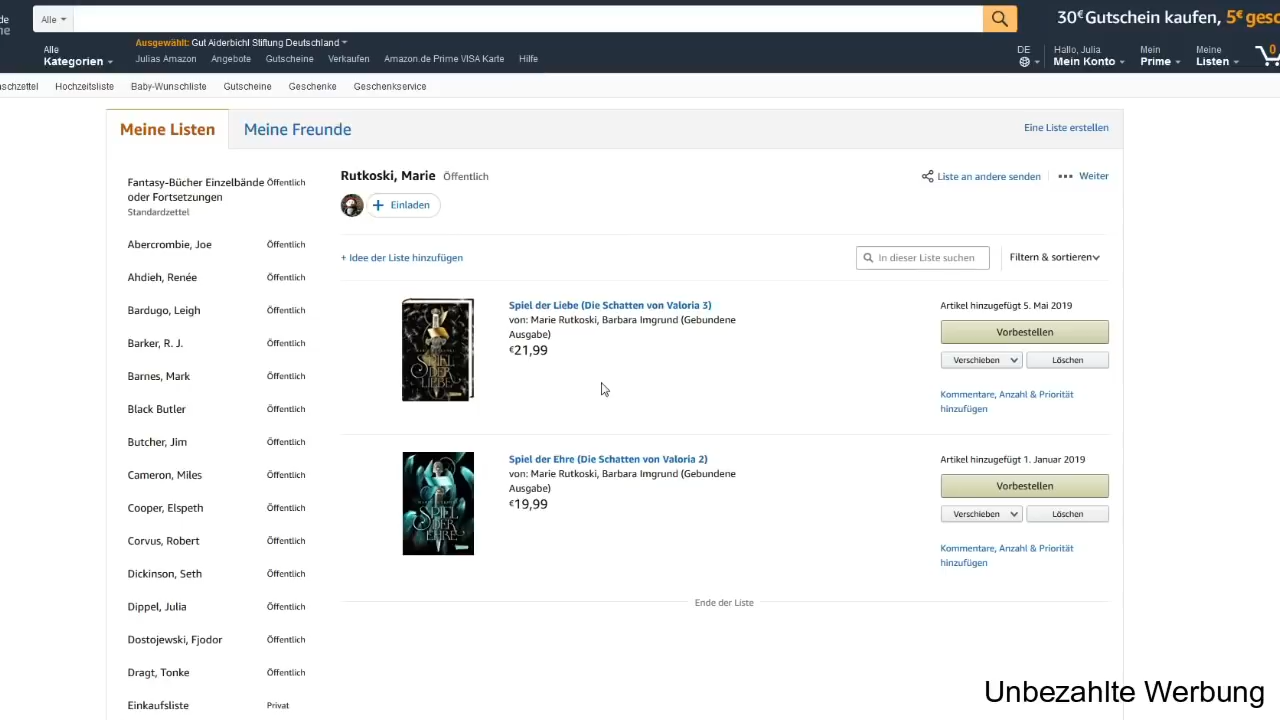 de
ne
Alle
30€Gutschein kaufen, 5€ gesc
Ausgewählt: Gut Aiderbichl Stiftung Deutschland
Alle
Kategorien
Julias Amazon
Angebote
Gutscheine
Verkaufen
Amazon.de Prime VISA Karte
Hilfe
DE
Hallo, Julia
Mein Konto
Mein
Prime
Meine
Listen
0
schzettel
Hochzeitsliste
Baby-Wunschliste
Gutscheine
Geschenke
Geschenkservice
Meine Listen
Meine Freunde
Eine Liste erstellen
Fantasy-Bücher Einzelbände Öffentlich
oder Fortsetzungen
Standardzettel
Abercrombie, Joe Öffentlich
Ahdieh, Renée Öffentlich
Bardugo, Leigh Öffentlich
Barker, R. J. Öffentlich
Barnes, Mark Öffentlich
Black Butler Öffentlich
Butcher, Jim Öffentlich
Cameron, Miles Öffentlich
Cooper, Elspeth Öffentlich
Corvus, Robert Öffentlich
Dickinson, Seth Öffentlich
Dippel, Julia Öffentlich
Dostojewski, Fjodor Öffentlich
Dragt, Tonke Öffentlich
Einkaufsliste Privat
Rutkoski, Marie Öffentlich
Liste an andere senden
Weiter
Einladen
+ Idee der Liste hinzufügen
In dieser Liste suchen
Filtern & sortieren
SPIEL
DER
LIEBE
Spiel der Liebe (Die Schatten von Valoria 3)
von: Marie Rutkoski, Barbara Imgrund (Gebundene
Ausgabe)
€21,99
Artikel hinzugefügt 5. Mai 2019
Vorbestellen
Verschieben
Löschen
Kommentare, Anzahl & Priorität
hinzufügen
SPIEL
DER
EHRE
Spiel der Ehre (Die Schatten von Valoria 2)
von: Marie Rutkoski, Barbara Imgrund (Gebundene
Ausgabe)
€19,99
Artikel hinzugefügt 1. Januar 2019
Vorbestellen
Verschieben
Löschen
Kommentare, Anzahl & Priorität
hinzufügen
Ende der Liste
Unbezahlte Werbung